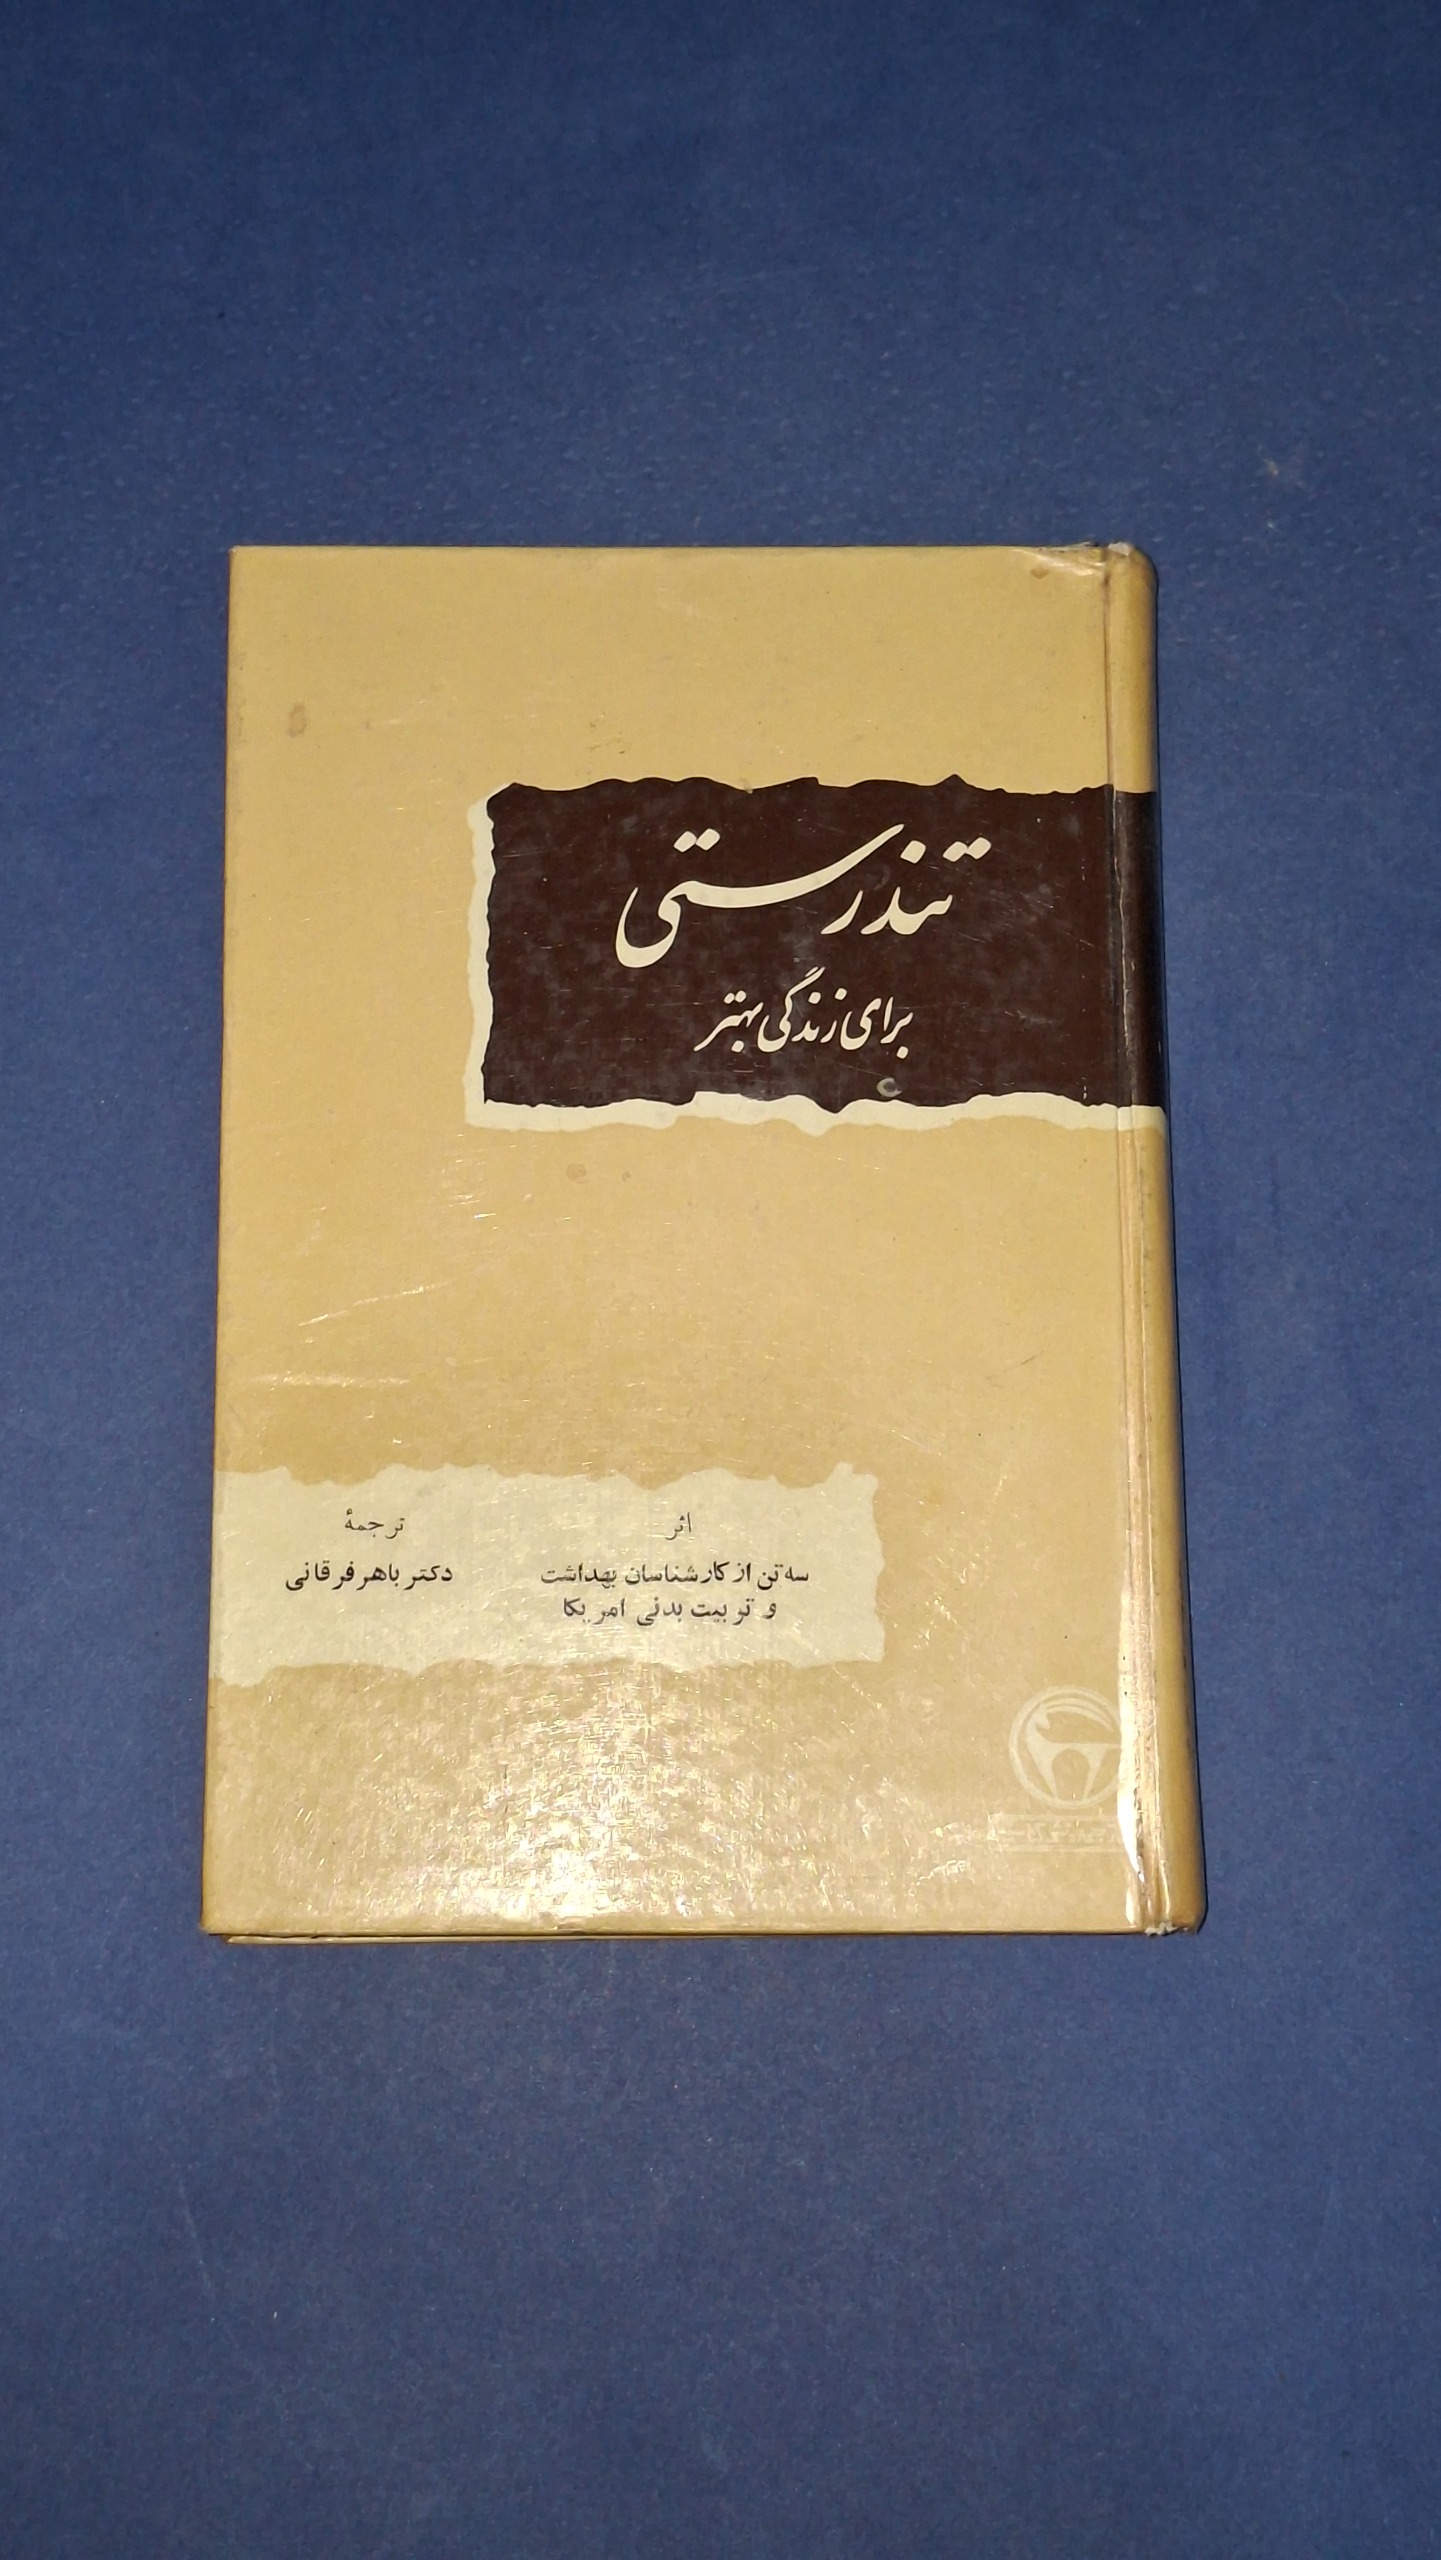 تندرستی
برای زندگی بهتر
اثر
سه تن از کارشناسان بهداشت
و تربیت بدنی امریکا
ترجمهٔ
دکتر باهر فرقانی